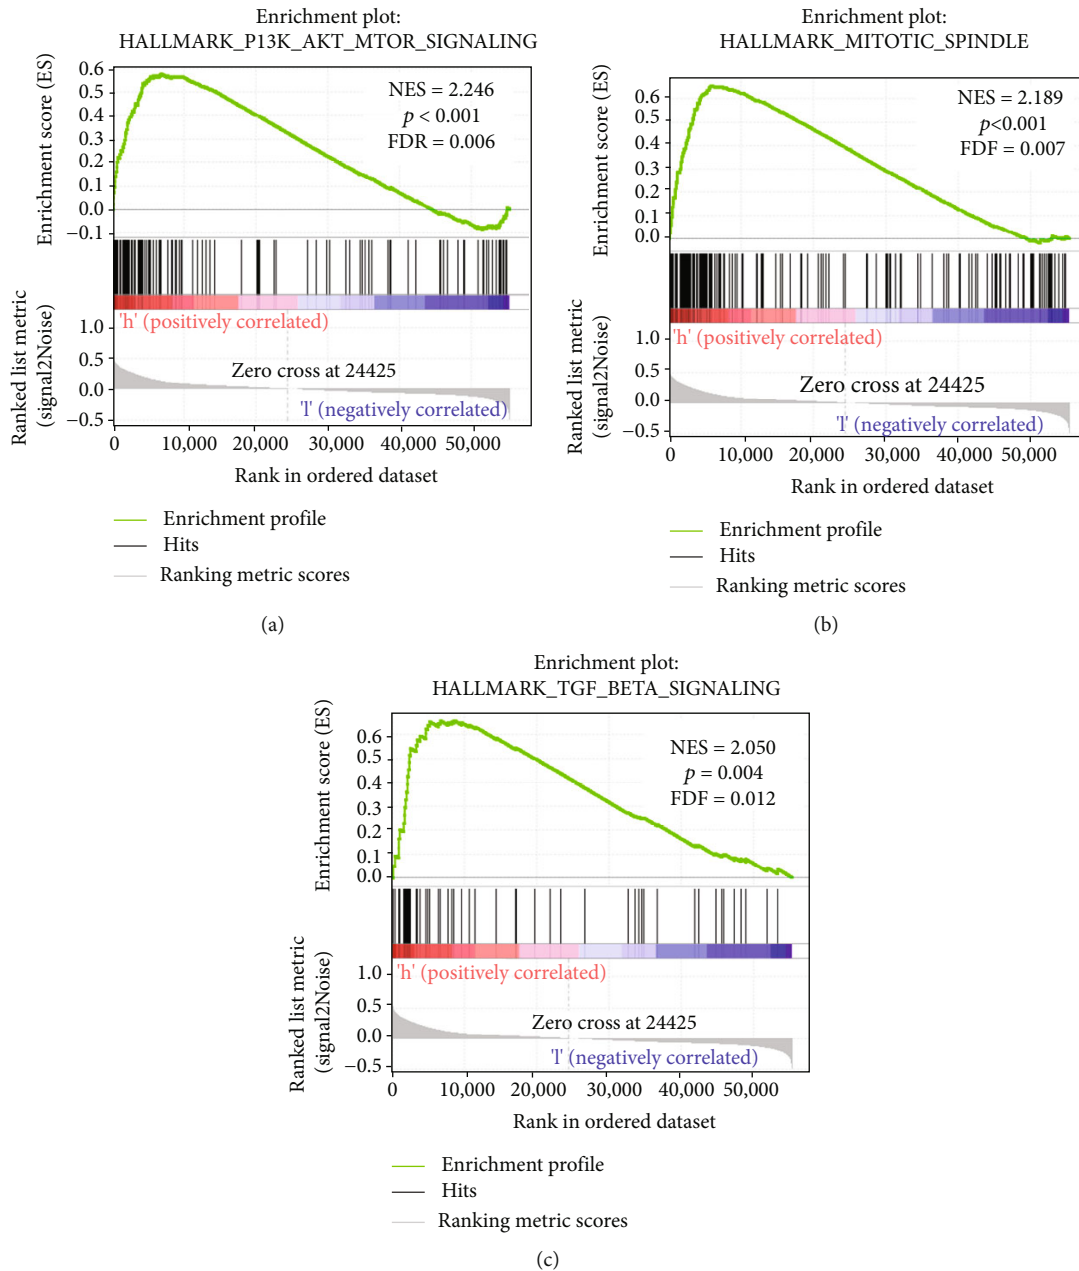 Enrichment plot:
HALLMARK_P13K_AKT_MTOR_SIGNALING
Enrichment score (ES)
0.6
0.5
0.4
0.3
0.2
0.1
0.0
−0.1
NES = 2.246
p < 0.001
FDR = 0.006
'h' (positively correlated)
Ranked list metric
(signal2Noise)
1.0
0.5
0.0
−0.5
Zero cross at 24425
'l' (negatively correlated)
0 10,000 20,000 30,000 40,000 50,000
Rank in ordered dataset
Enrichment profile
Hits
Ranking metric scores
(a)
Enrichment plot:
HALLMARK_MITOTIC_SPINDLE
Enrichment score (ES)
0.6
0.5
0.4
0.3
0.2
0.1
0.0
NES = 2.189
p<0.001
FDF = 0.007
'h' (positively correlated)
Ranked list metric
(signal2Noise)
1.0
0.5
0.0
−0.5
Zero cross at 24425
'l' (negatively correlated)
0 10,000 20,000 30,000 40,000 50,000
Rank in ordered dataset
Enrichment profile
Hits
Ranking metric scores
(b)
Enrichment plot:
HALLMARK_TGF_BETA_SIGNALING
Enrichment score (ES)
0.6
0.5
0.4
0.3
0.2
0.1
0.0
NES = 2.050
p = 0.004
FDF = 0.012
'h' (positively correlated)
Ranked list metric
(signal2Noise)
1.0
0.5
0.0
−0.5
Zero cross at 24425
'l' (negatively correlated)
0 10,000 20,000 30,000 40,000 50,000
Rank in ordered dataset
Enrichment profile
Hits
Ranking metric scores
(c)